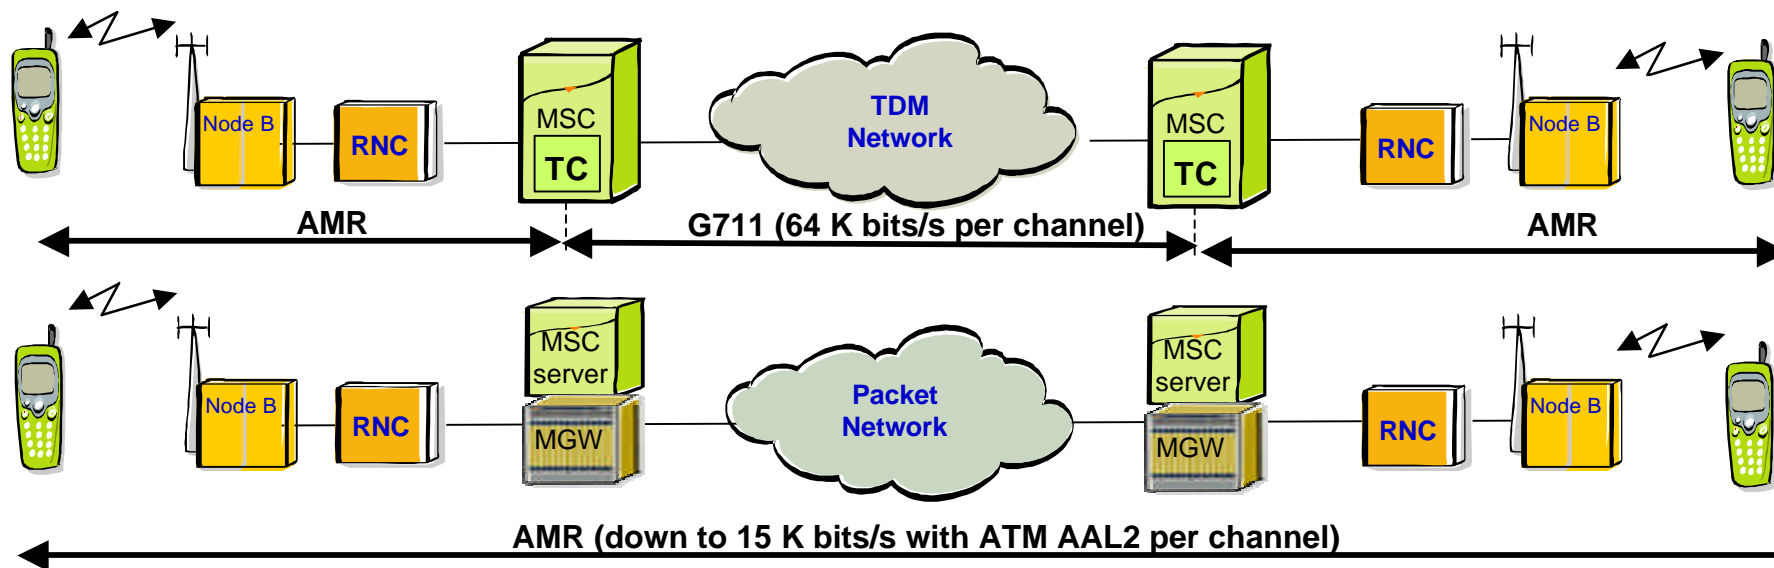 Node B
RNC
MSC
TC
TDM
Network
MSC
TC
RNC
Node B
AMR
G711 (64 K bits/s per channel)
AMR
Node B
RNC
MSC
server
MGW
Packet
Network
MSC
server
MGW
RNC
Node B
AMR (down to 15 K bits/s with ATM AAL2 per channel)